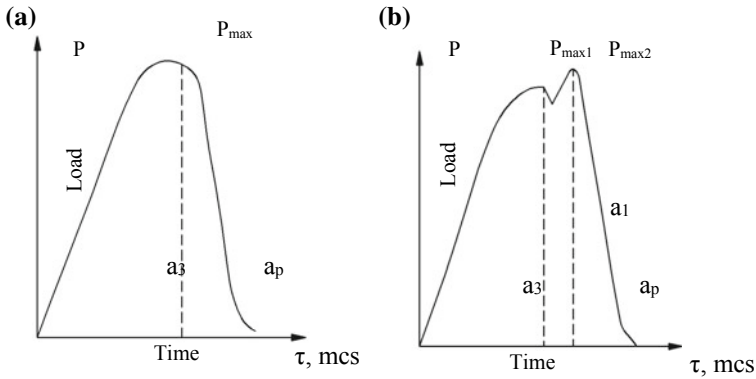 (a)
P
Pmax
Load
a3
ap
Time
τ, mcs
(b)
P
Pmax1
Pmax2
Load
a1
a3
ap
Time
τ, mcs